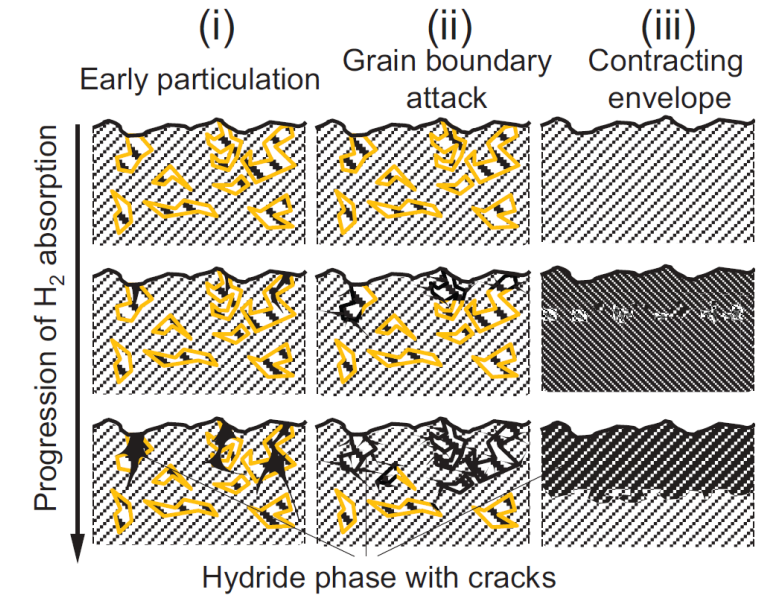 (i)
Early particulation
(ii)
Grain boundary
attack
(iii)
Contracting
envelope
Progression of H₂ absorption
Hydride phase with cracks